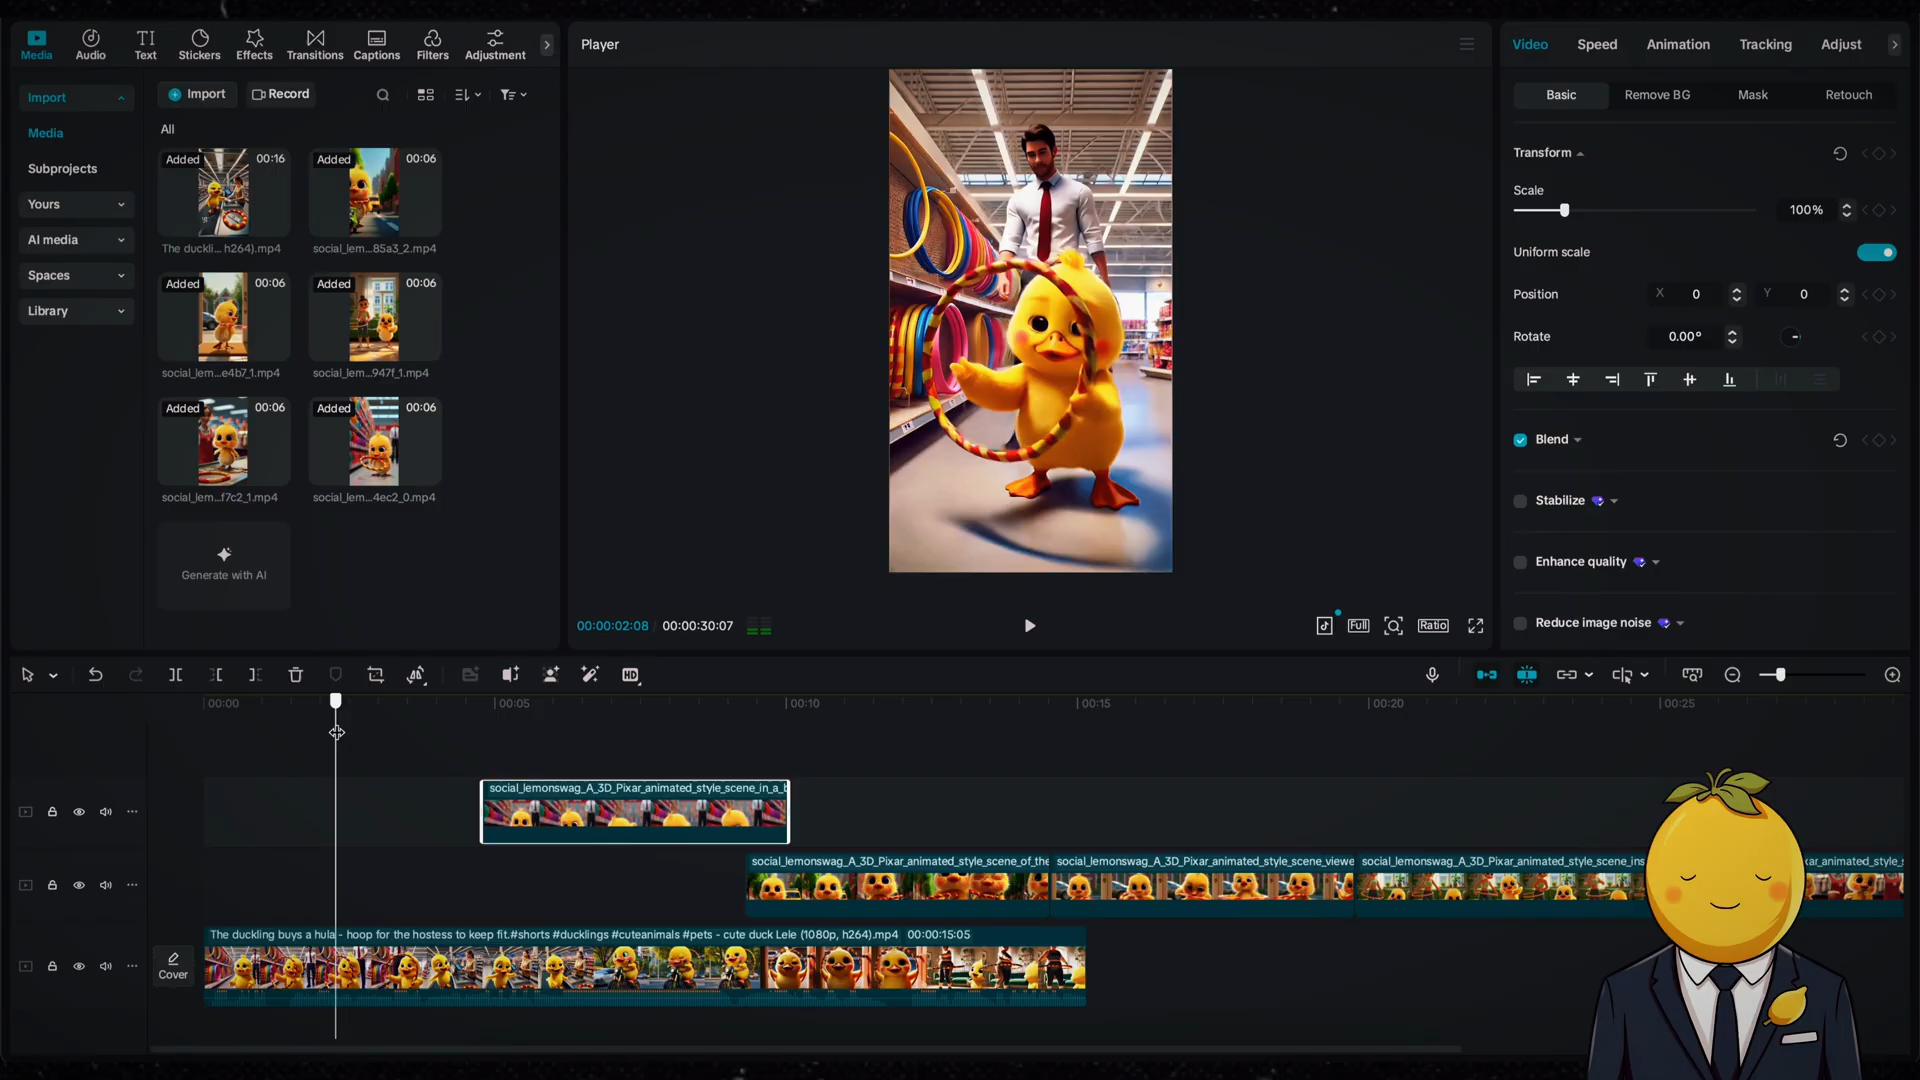 Media
Audio
Text
Stickers
Effects
Transitions
Captions
Filters
Adjustment
Import
Media
Subprojects
Yours
AI media
Spaces
Library
Import
Record
All
Added 00:16
The duckli... h264).mp4
Added 00:06
social_lem...85a3_2.mp4
Added 00:06
social_lem...e4b7_1.mp4
Added 00:06
social_lem...947f_1.mp4
Added 00:06
social_lem...f7c2_1.mp4
Added 00:06
social_lem...4ec2_0.mp4
Generate with AI
Player
00:00:02:08 / 00:00:30:07
Full
Ratio
Video
Speed
Animation
Tracking
Adjust
Basic
Remove BG
Mask
Retouch
Transform
Scale
100%
Uniform scale
Position
X 0
Y 0
Rotate
0.00°
Blend
Stabilize
Enhance quality
Reduce image noise
HD
00:00
00:05
00:10
00:15
00:20
00:25
social_lemonswag_A_3D_Pixar_animated_style_scene_in_a_b
social_lemonswag_A_3D_Pixar_animated_style_scene_of_the
social_lemonswag_A_3D_Pixar_animated_style_scene_viewe
social_lemonswag_A_3D_Pixar_animated_style_scene_ins
xar_animated_style_s
Cover
The duckling buys a hula - hoop for the hostess to keep fit.#shorts #ducklings #cuteanimals #pets - cute duck Lele (1080p, h264).mp4 00:00:15:05